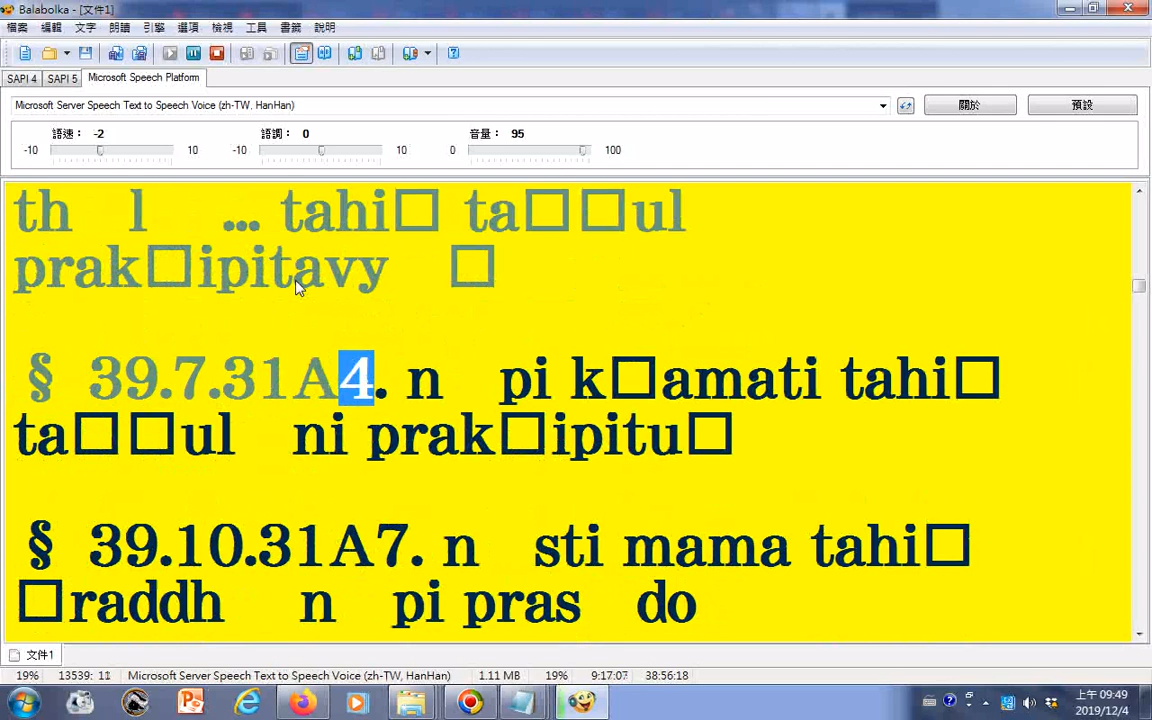 Balabolka - [文件1]
檔案 編輯 文字 朗讀 引擎 選項 檢視 工具 書籤 說明
SAPI 4 SAPI 5 Microsoft Speech Platform
Microsoft Server Speech Text to Speech Voice (zh-TW, HanHan) 關於 預設
語速： -2 語調： 0 音量： 95
-10 10 -10 10 0 100
th l ... tahi□ ta□□ul
prak□ipitavy □
§ 39.7.31A4. n pi k□amati tahi□
ta□□ul ni prak□ipitu□
§ 39.10.31A7. n sti mama tahi□
□raddh n pi pras do
文件1
19% 13539: 11 Microsoft Server Speech Text to Speech Voice (zh-TW, HanHan) 1.11 MB 19% 9:17:07 38:56:18
上午 09:49
2019/12/4